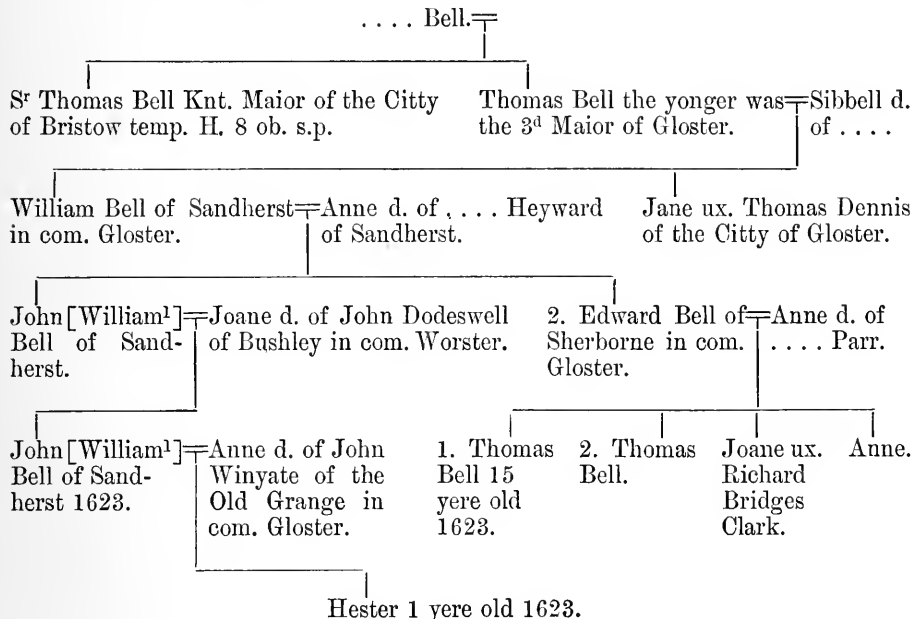 . . . . Bell.
Sr Thomas Bell Knt. Maior of the Citty
of Bristow temp. H. 8 ob. s.p.
Thomas Bell the yonger was
the 3d Maior of Gloster.
Sibbell d.
of . . . .
William Bell of Sandherst
in com. Gloster.
Anne d. of . . . . Heyward
of Sandherst.
Jane ux. Thomas Dennis
of the Citty of Gloster.
John [William1]
Bell of Sand-
herst.
Joane d. of John Dodeswell
of Bushley in com. Worster.
2. Edward Bell of
Sherborne in com.
Gloster.
Anne d. of
. . . . Parr.
John [William1]
Bell of Sand-
herst 1623.
Anne d. of John
Winyate of the
Old Grange in
com. Gloster.
1. Thomas
Bell 15
yere old
1623.
2. Thomas
Bell.
Joane ux.
Richard
Bridges
Clark.
Anne.
Hester 1 yere old 1623.